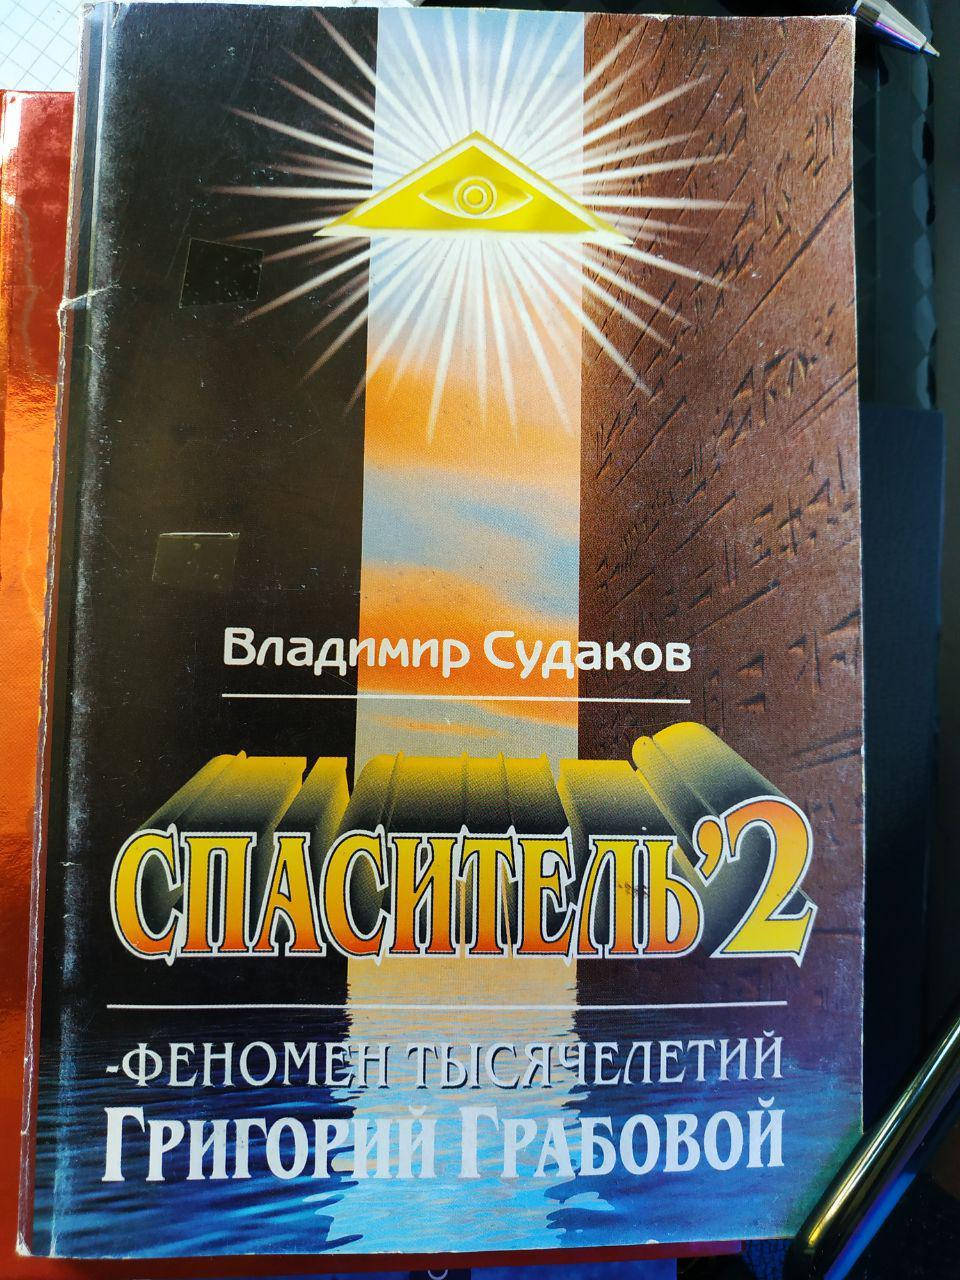 Владимир Судаков
СПАСИТЕЛЬ'2
-ФЕНОМЕН ТЫСЯЧЕЛЕТИЙ
ГРИГОРИЙ ГРАБОВОЙ